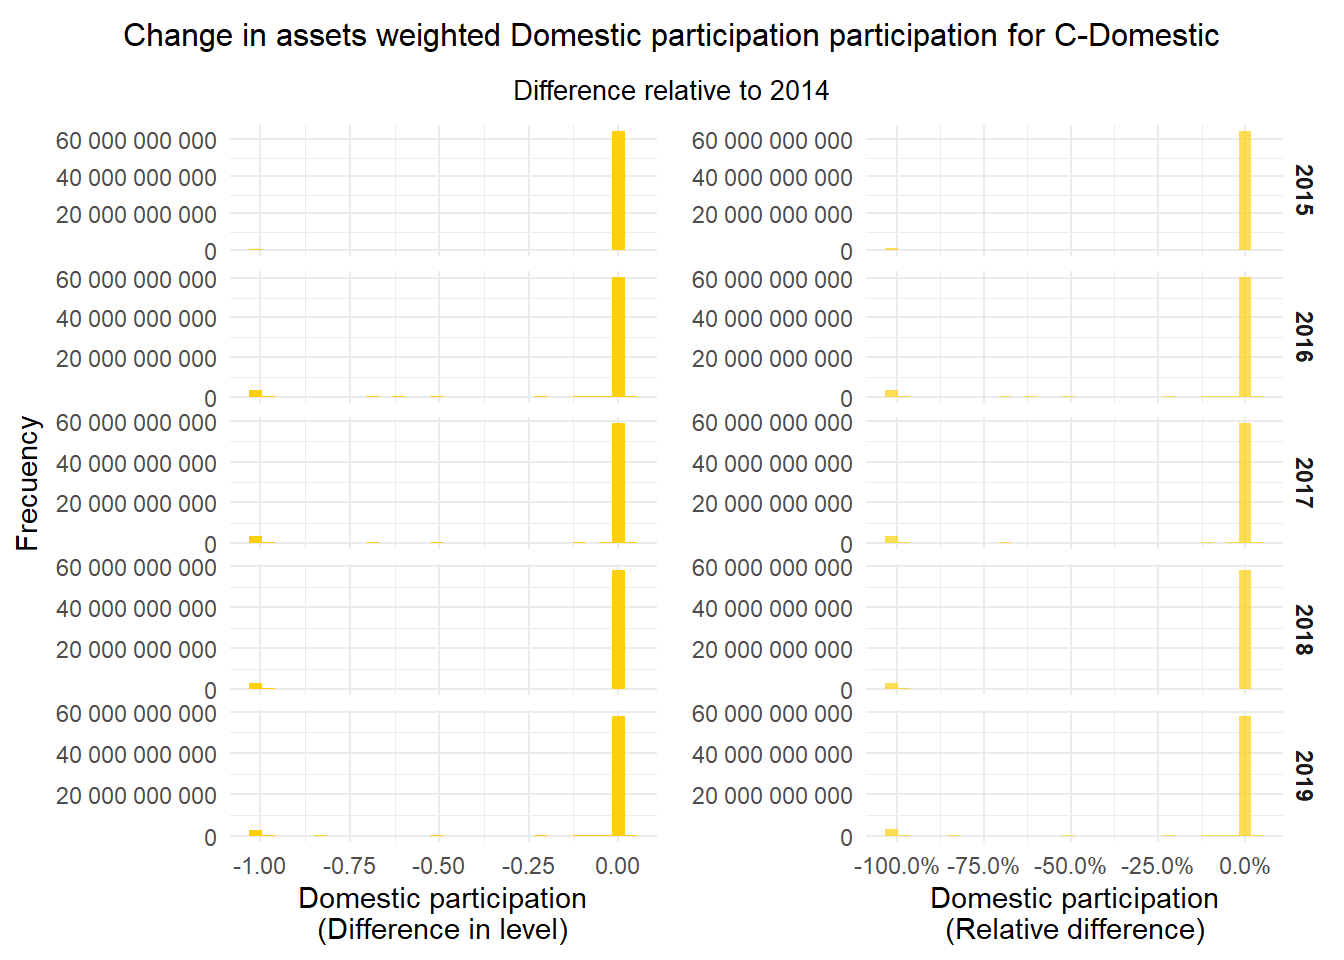 Change in assets weighted Domestic participation participation for C-Domestic
Difference relative to 2014
Frecuency
60 000 000 000
40 000 000 000
20 000 000 000
0
60 000 000 000
40 000 000 000
20 000 000 000
0
2015
60 000 000 000
40 000 000 000
20 000 000 000
0
60 000 000 000
40 000 000 000
20 000 000 000
0
2016
60 000 000 000
40 000 000 000
20 000 000 000
0
60 000 000 000
40 000 000 000
20 000 000 000
0
2017
60 000 000 000
40 000 000 000
20 000 000 000
0
60 000 000 000
40 000 000 000
20 000 000 000
0
2018
60 000 000 000
40 000 000 000
20 000 000 000
0
60 000 000 000
40 000 000 000
20 000 000 000
0
2019
-1.00 -0.75 -0.50 -0.25 0.00
-100.0% -75.0% -50.0% -25.0% 0.0%
Domestic participation
(Difference in level)
Domestic participation
(Relative difference)